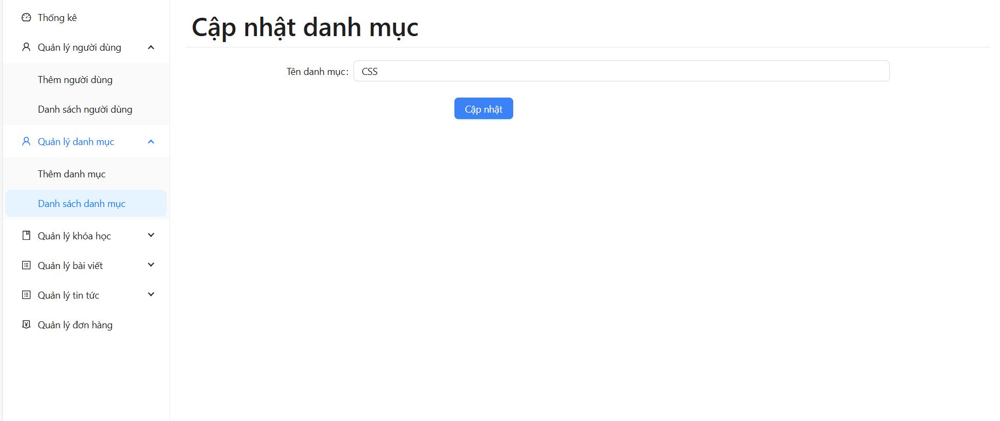 Thống kê
Quản lý người dùng
Thêm người dùng
Danh sách người dùng
Quản lý danh mục
Thêm danh mục
Danh sách danh mục
Quản lý khóa học
Quản lý bài viết
Quản lý tin tức
Quản lý đơn hàng
Cập nhật danh mục
Tên danh mục: CSS
Cập nhật